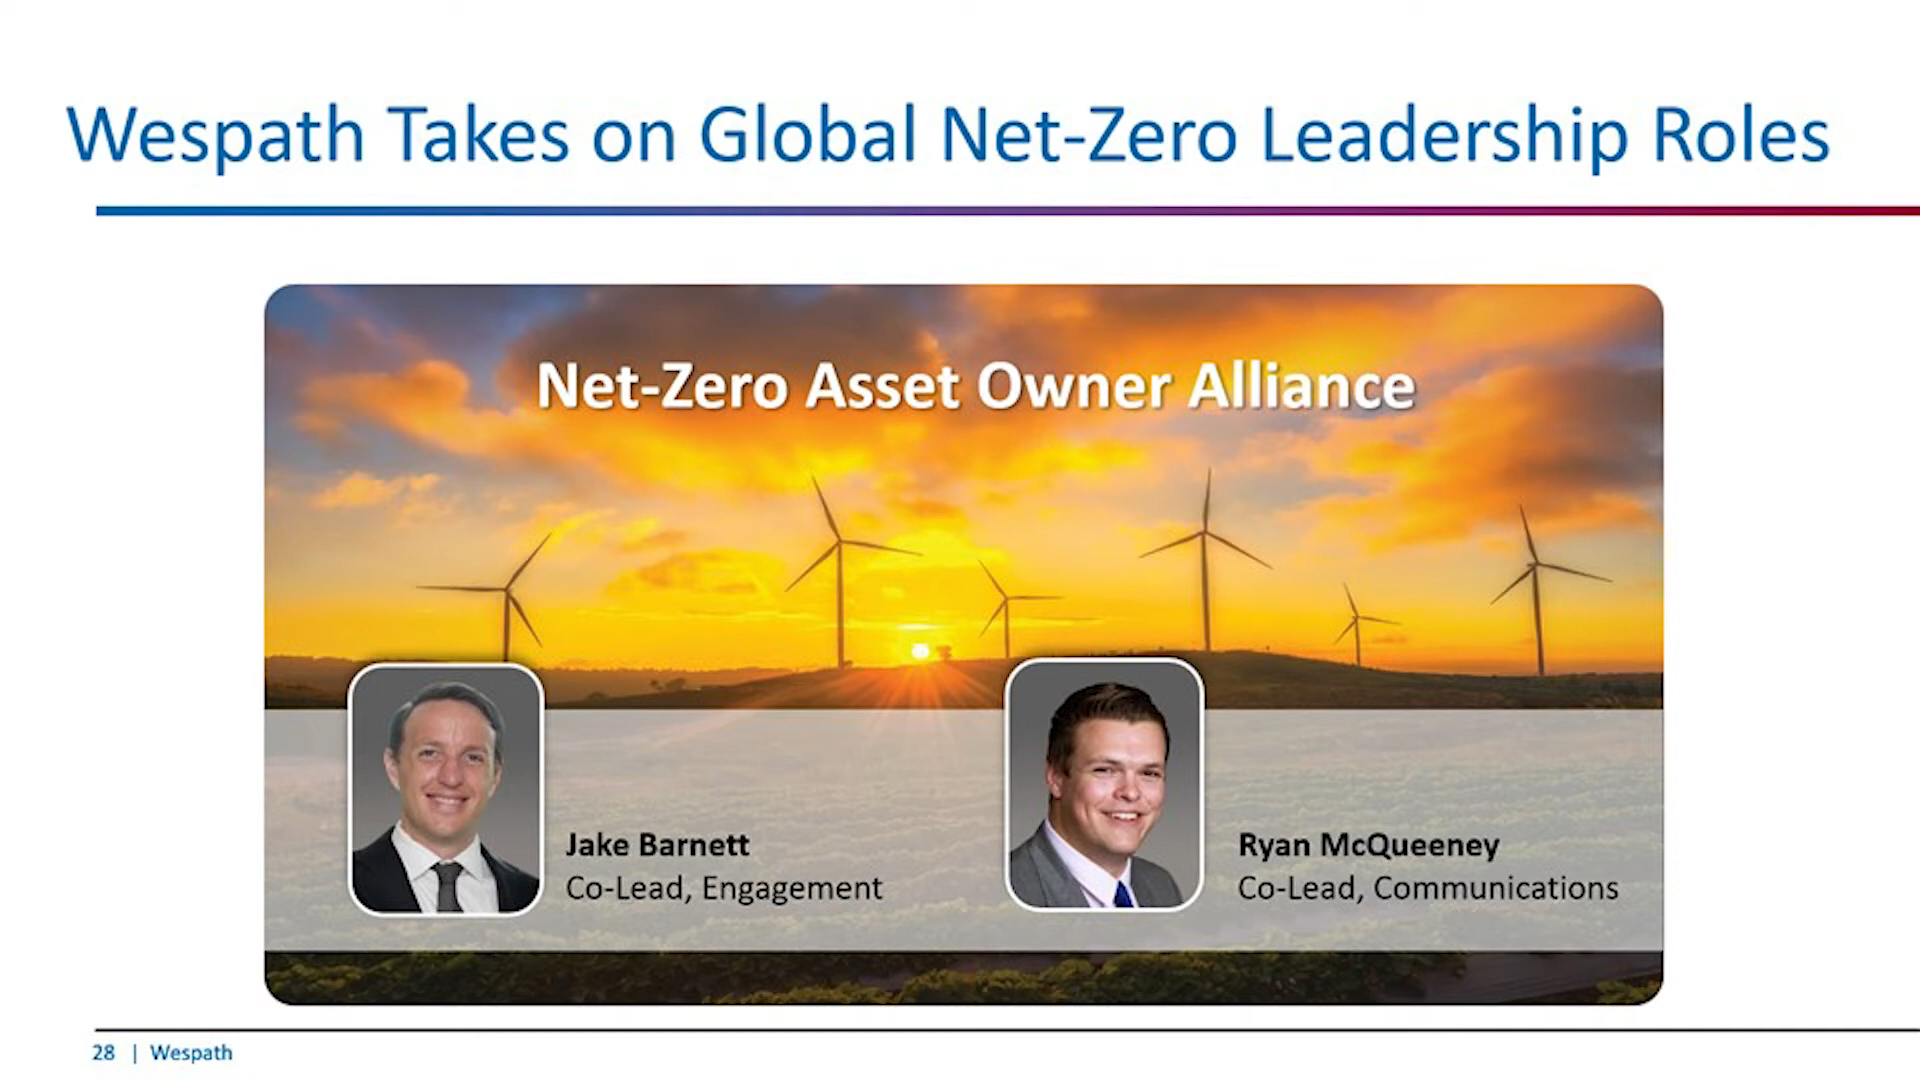 Wespath Takes on Global Net-Zero Leadership Roles
Net-Zero Asset Owner Alliance
Jake Barnett
Co-Lead, Engagement
Ryan McQueeney
Co-Lead, Communications
28 | Wespath